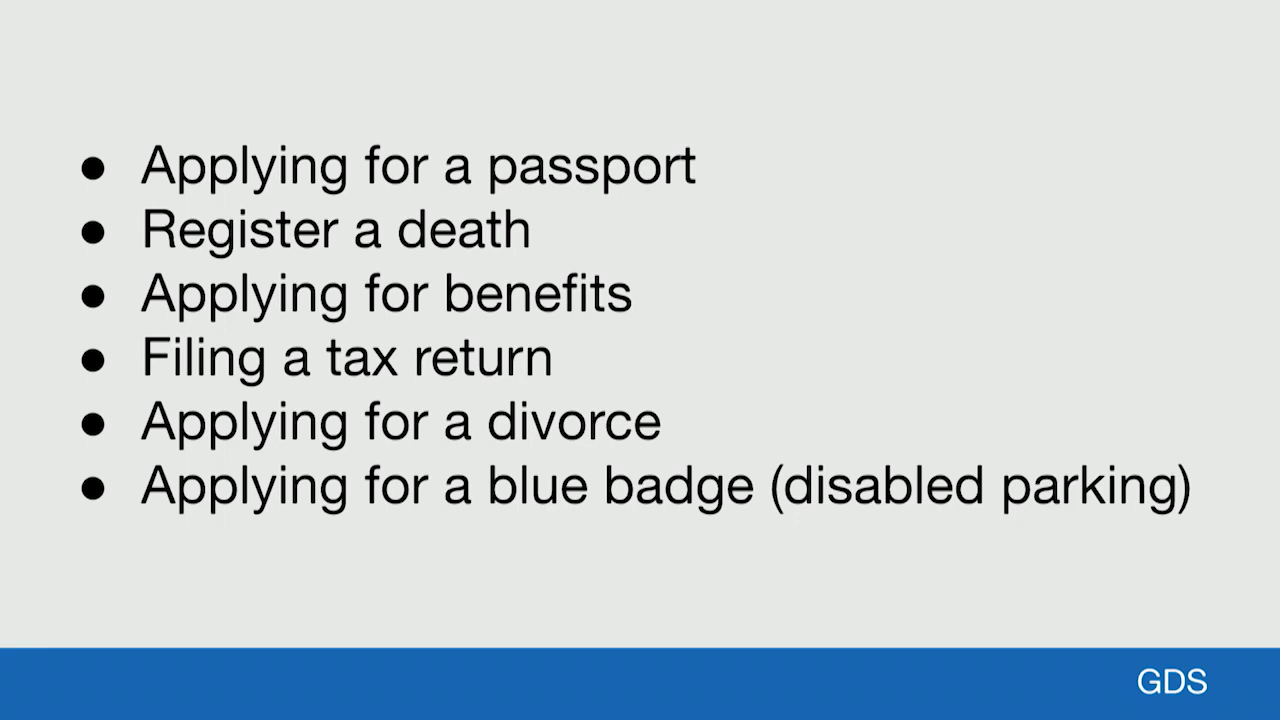 ● Applying for a passport
● Register a death
● Applying for benefits
● Filing a tax return
● Applying for a divorce
● Applying for a blue badge (disabled parking)
GDS